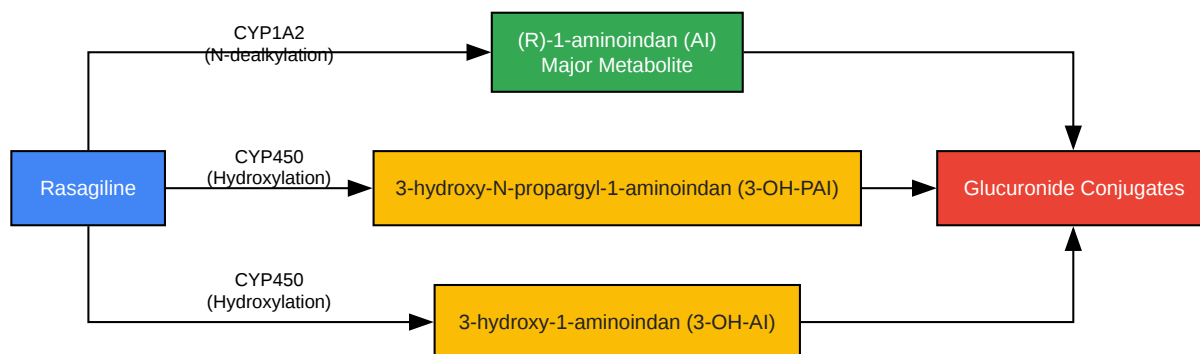 CYP1A2
(N-dealkylation)
(R)-1-aminoindan (AI)
Major Metabolite
Rasagiline
CYP450
(Hydroxylation)
3-hydroxy-N-propargyl-1-aminoindan (3-OH-PAI)
Glucuronide Conjugates
CYP450
(Hydroxylation)
3-hydroxy-1-aminoindan (3-OH-AI)